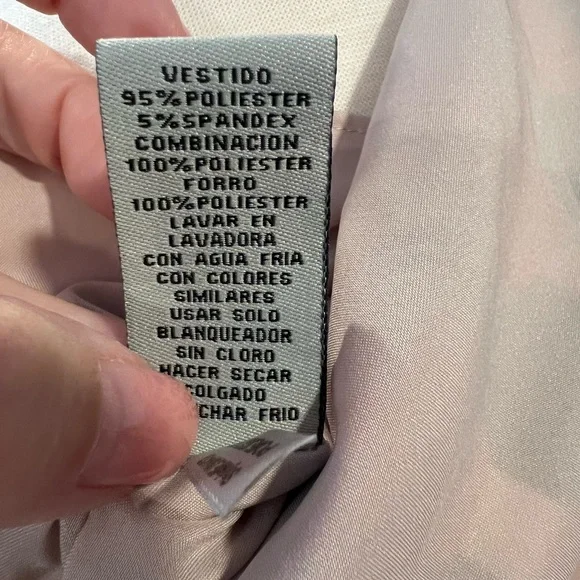 VESTIDO
95% POLIESTER
5% SPANDEX
COMBINACION
100% POLIESTER
FORRO
100% POLIESTER
LAVAR EN
LAVADORA
CON AGUA FRIA
CON COLORES
SIMILARES
USAR SOLO
BLANQUEADOR
SIN CLORO
HACER SECAR
COLGADO
FRIO